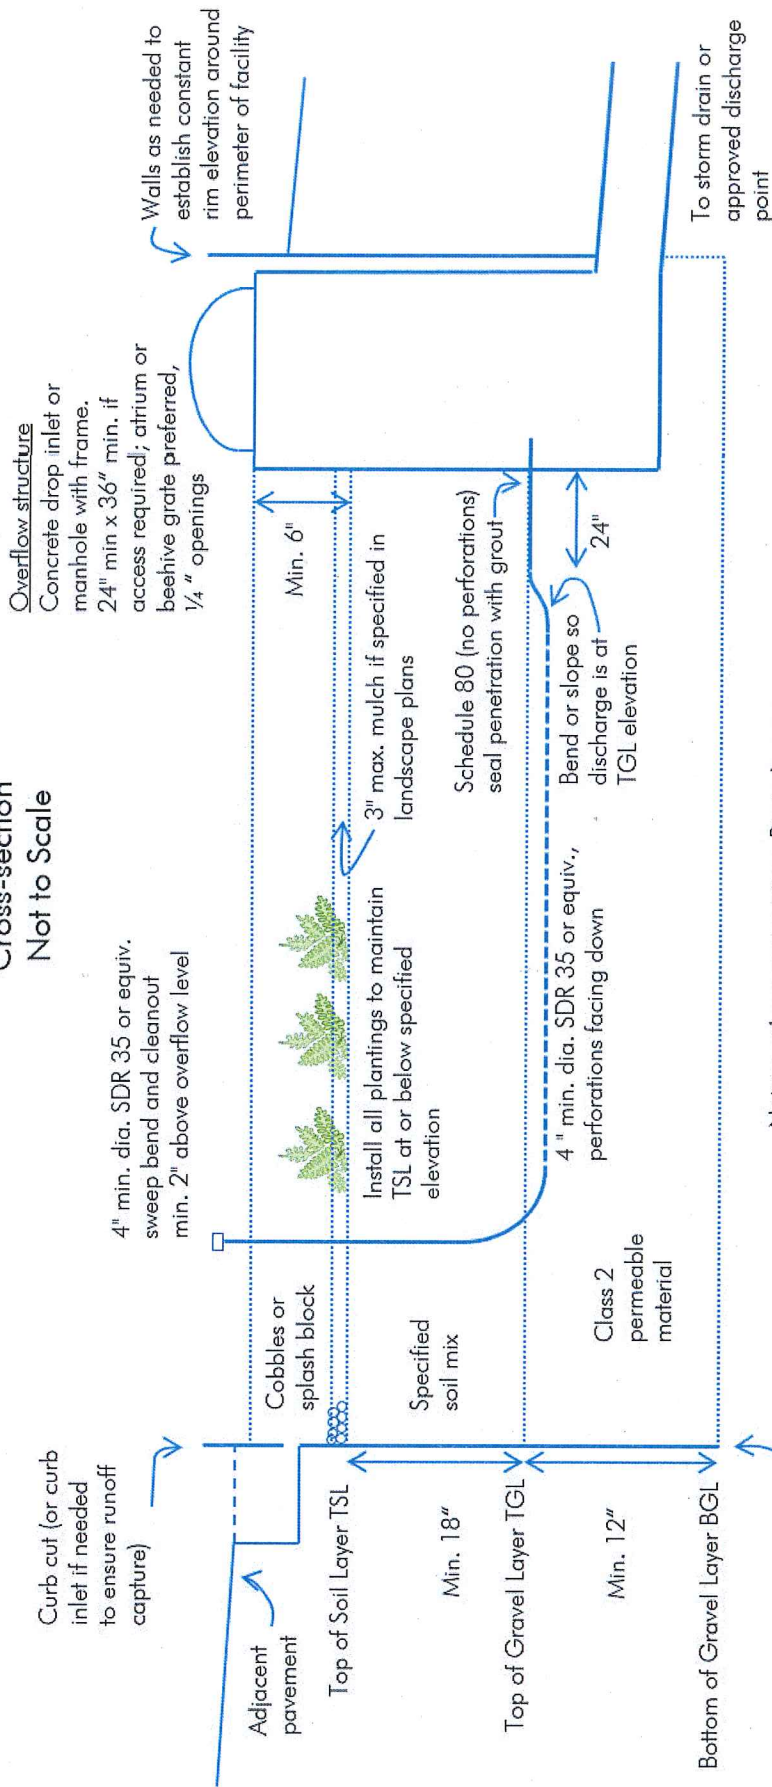 Cross-section
Not to Scale
Curb cut (or curb
inlet if needed
to ensure runoff
capture)
Adjacent
pavement
4" min. dia. SDR 35 or equiv.
sweep bend and cleanout
min. 2" above overflow level
Overflow structure
Concrete drop inlet or
manhole with frame.
24" min x 36" min. if
access required; atrium or
beehive grate preferred,
¼" openings
Walls as needed to
establish constant
rim elevation around
perimeter of facility
Cobbles or
splash block
Min. 6"
Top of Soil Layer TSL
Install all plantings to maintain
TSL at or below specified
elevation
3" max. mulch if specified in
landscape plans
Specified
soil mix
Min. 18"
Schedule 80 (no perforations)
seal penetration with grout
Top of Gravel Layer TGL
4 " min. dia. SDR 35 or equiv.,
perforations facing down
Bend or slope so
discharge is at
TGL elevation
24"
Class 2
permeable
material
Min. 12"
Bottom of Gravel Layer BGL
To storm drain or
approved discharge
point